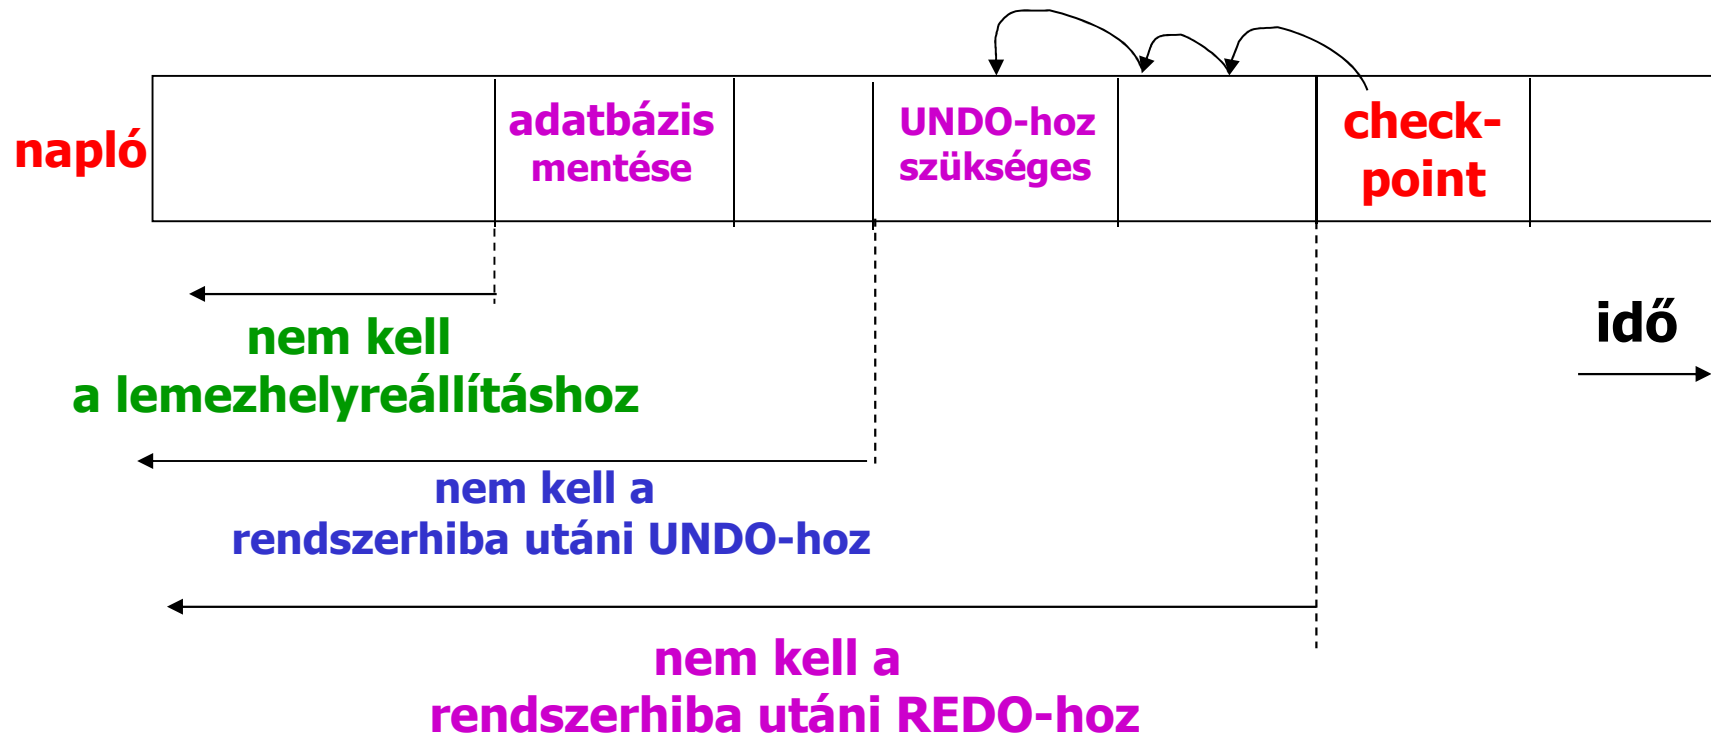 napló
adatbázis
mentése
UNDO-hoz
szükséges
check-
point
idő
nem kell
a lemezhelyreállításhoz
nem kell a
rendszerhiba utáni UNDO-hoz
nem kell a
rendszerhiba utáni REDO-hoz